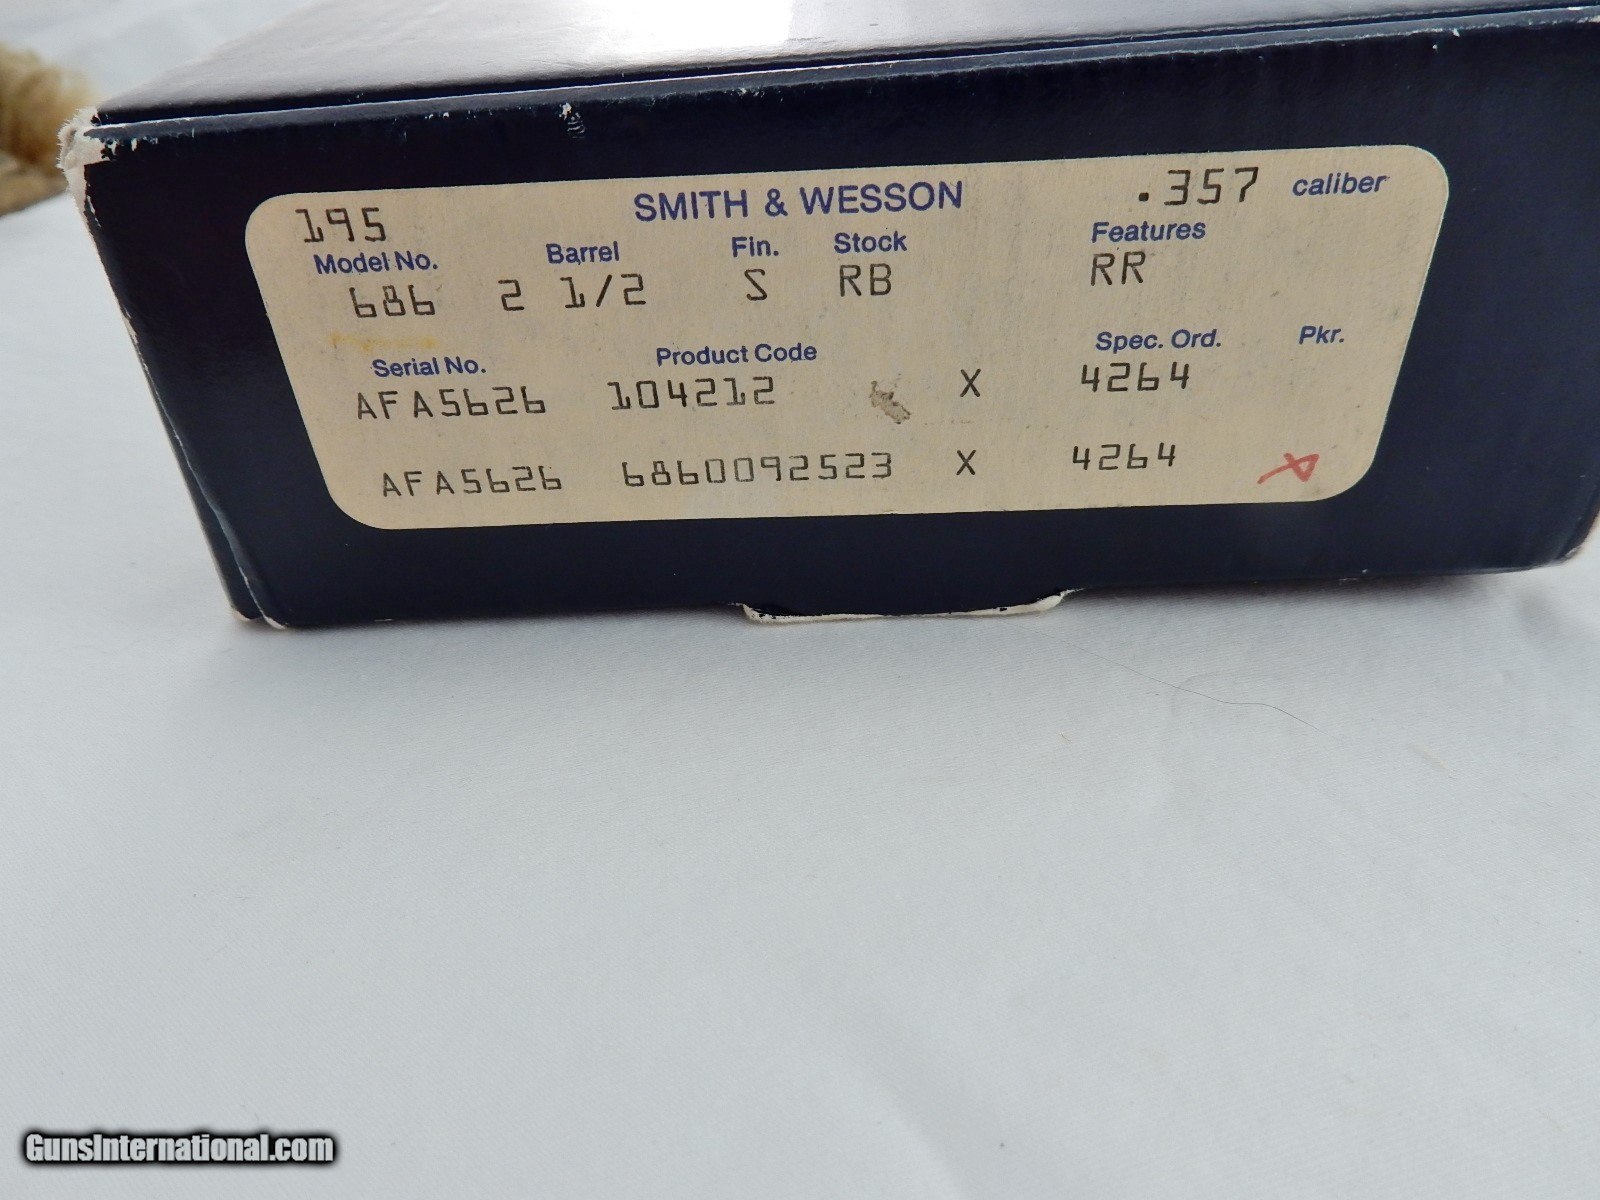 195 SMITH & WESSON .357 caliber
Model No. Barrel Fin. Stock Features
686 2 1/2 S RB RR
Serial No. Product Code Spec. Ord. Pkr.
AFA5626 104212 X 4264
AFA5626 6860092523 X 4264
GunsInternational.com